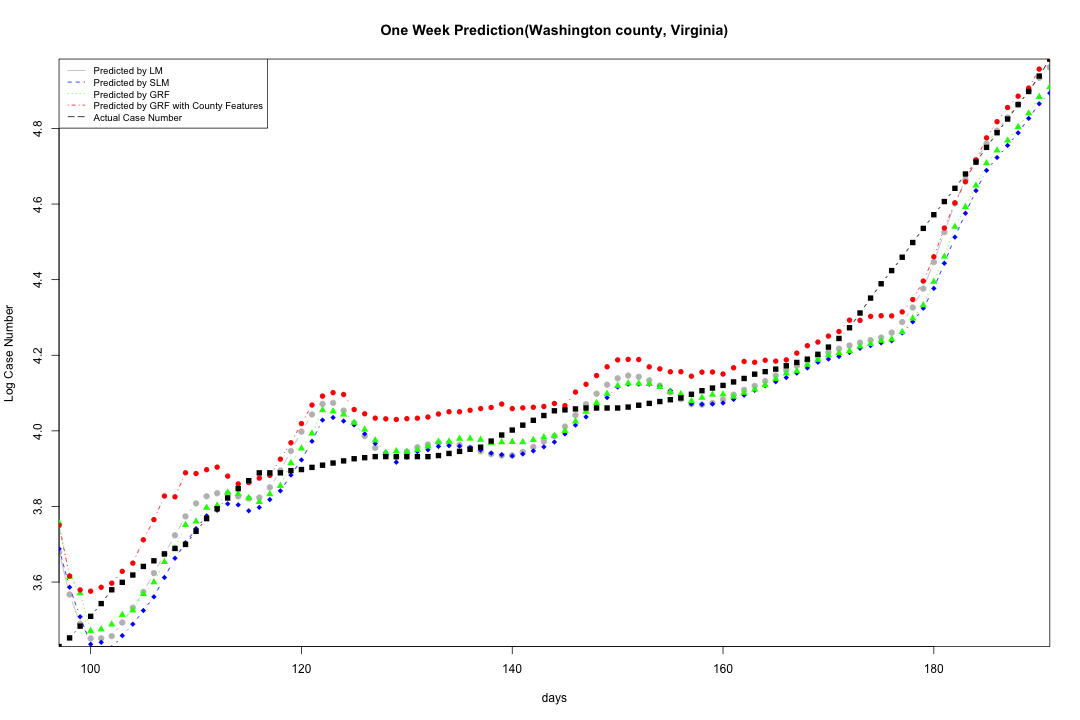 One Week Prediction(Washington county, Virginia)
Predicted by LM
Predicted by SLM
Predicted by GRF
Predicted by GRF with County Features
Actual Case Number
4.8
4.6
4.4
4.2
4.0
3.8
3.6
Log Case Number
100 120 140 160 180
days